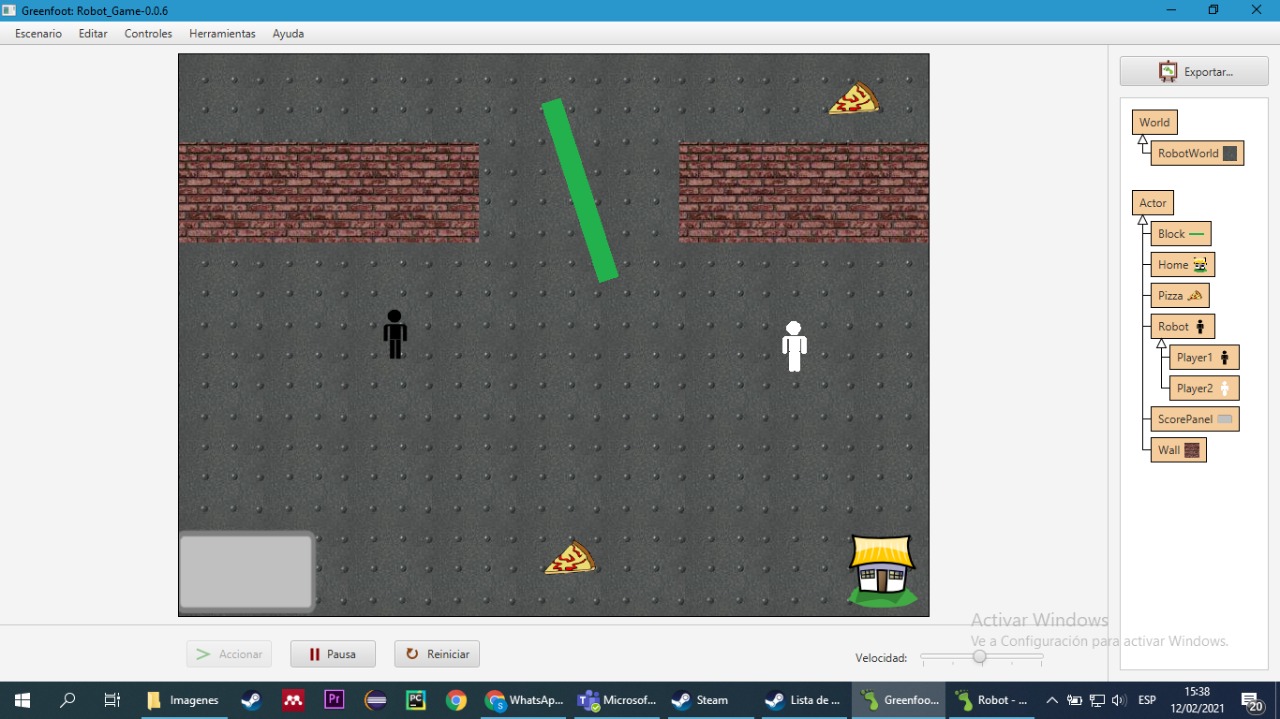 Greenfoot: Robot_Game-0.0.6
Escenario Editar Controles Herramientas Ayuda
Exportar...
World
RobotWorld
Actor
Block
Home
Pizza
Robot
Player1
Player2
ScorePanel
Wall
Activar Windows
Ve a Configuración para activar Windows.
Accionar Pausa Reiniciar Velocidad:
Imagenes WhatsAp... Microsof... Steam Lista de ... Greenfoo... Robot - ... ESP
15:38
12/02/2021
20